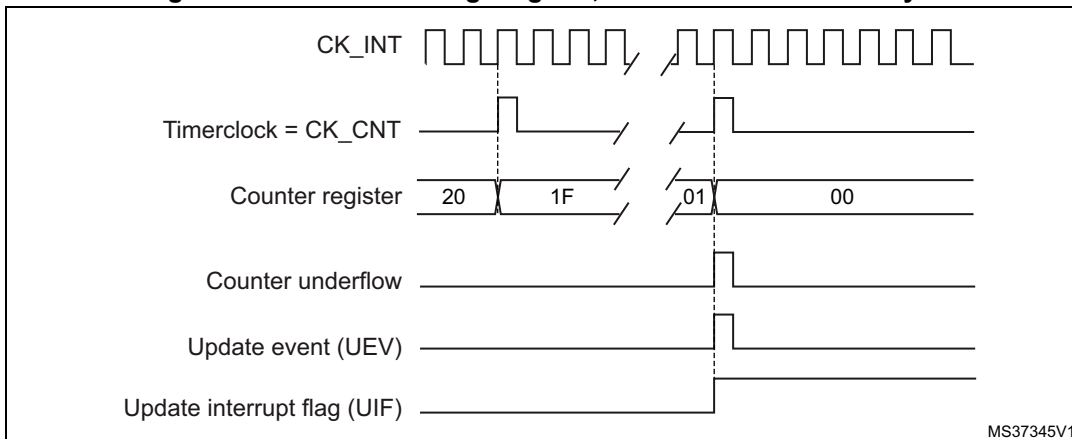 CK_INT
Timerclock = CK_CNT
Counter register 20 1F 01 00
Counter underflow
Update event (UEV)
Update interrupt flag (UIF)
MS37345V1